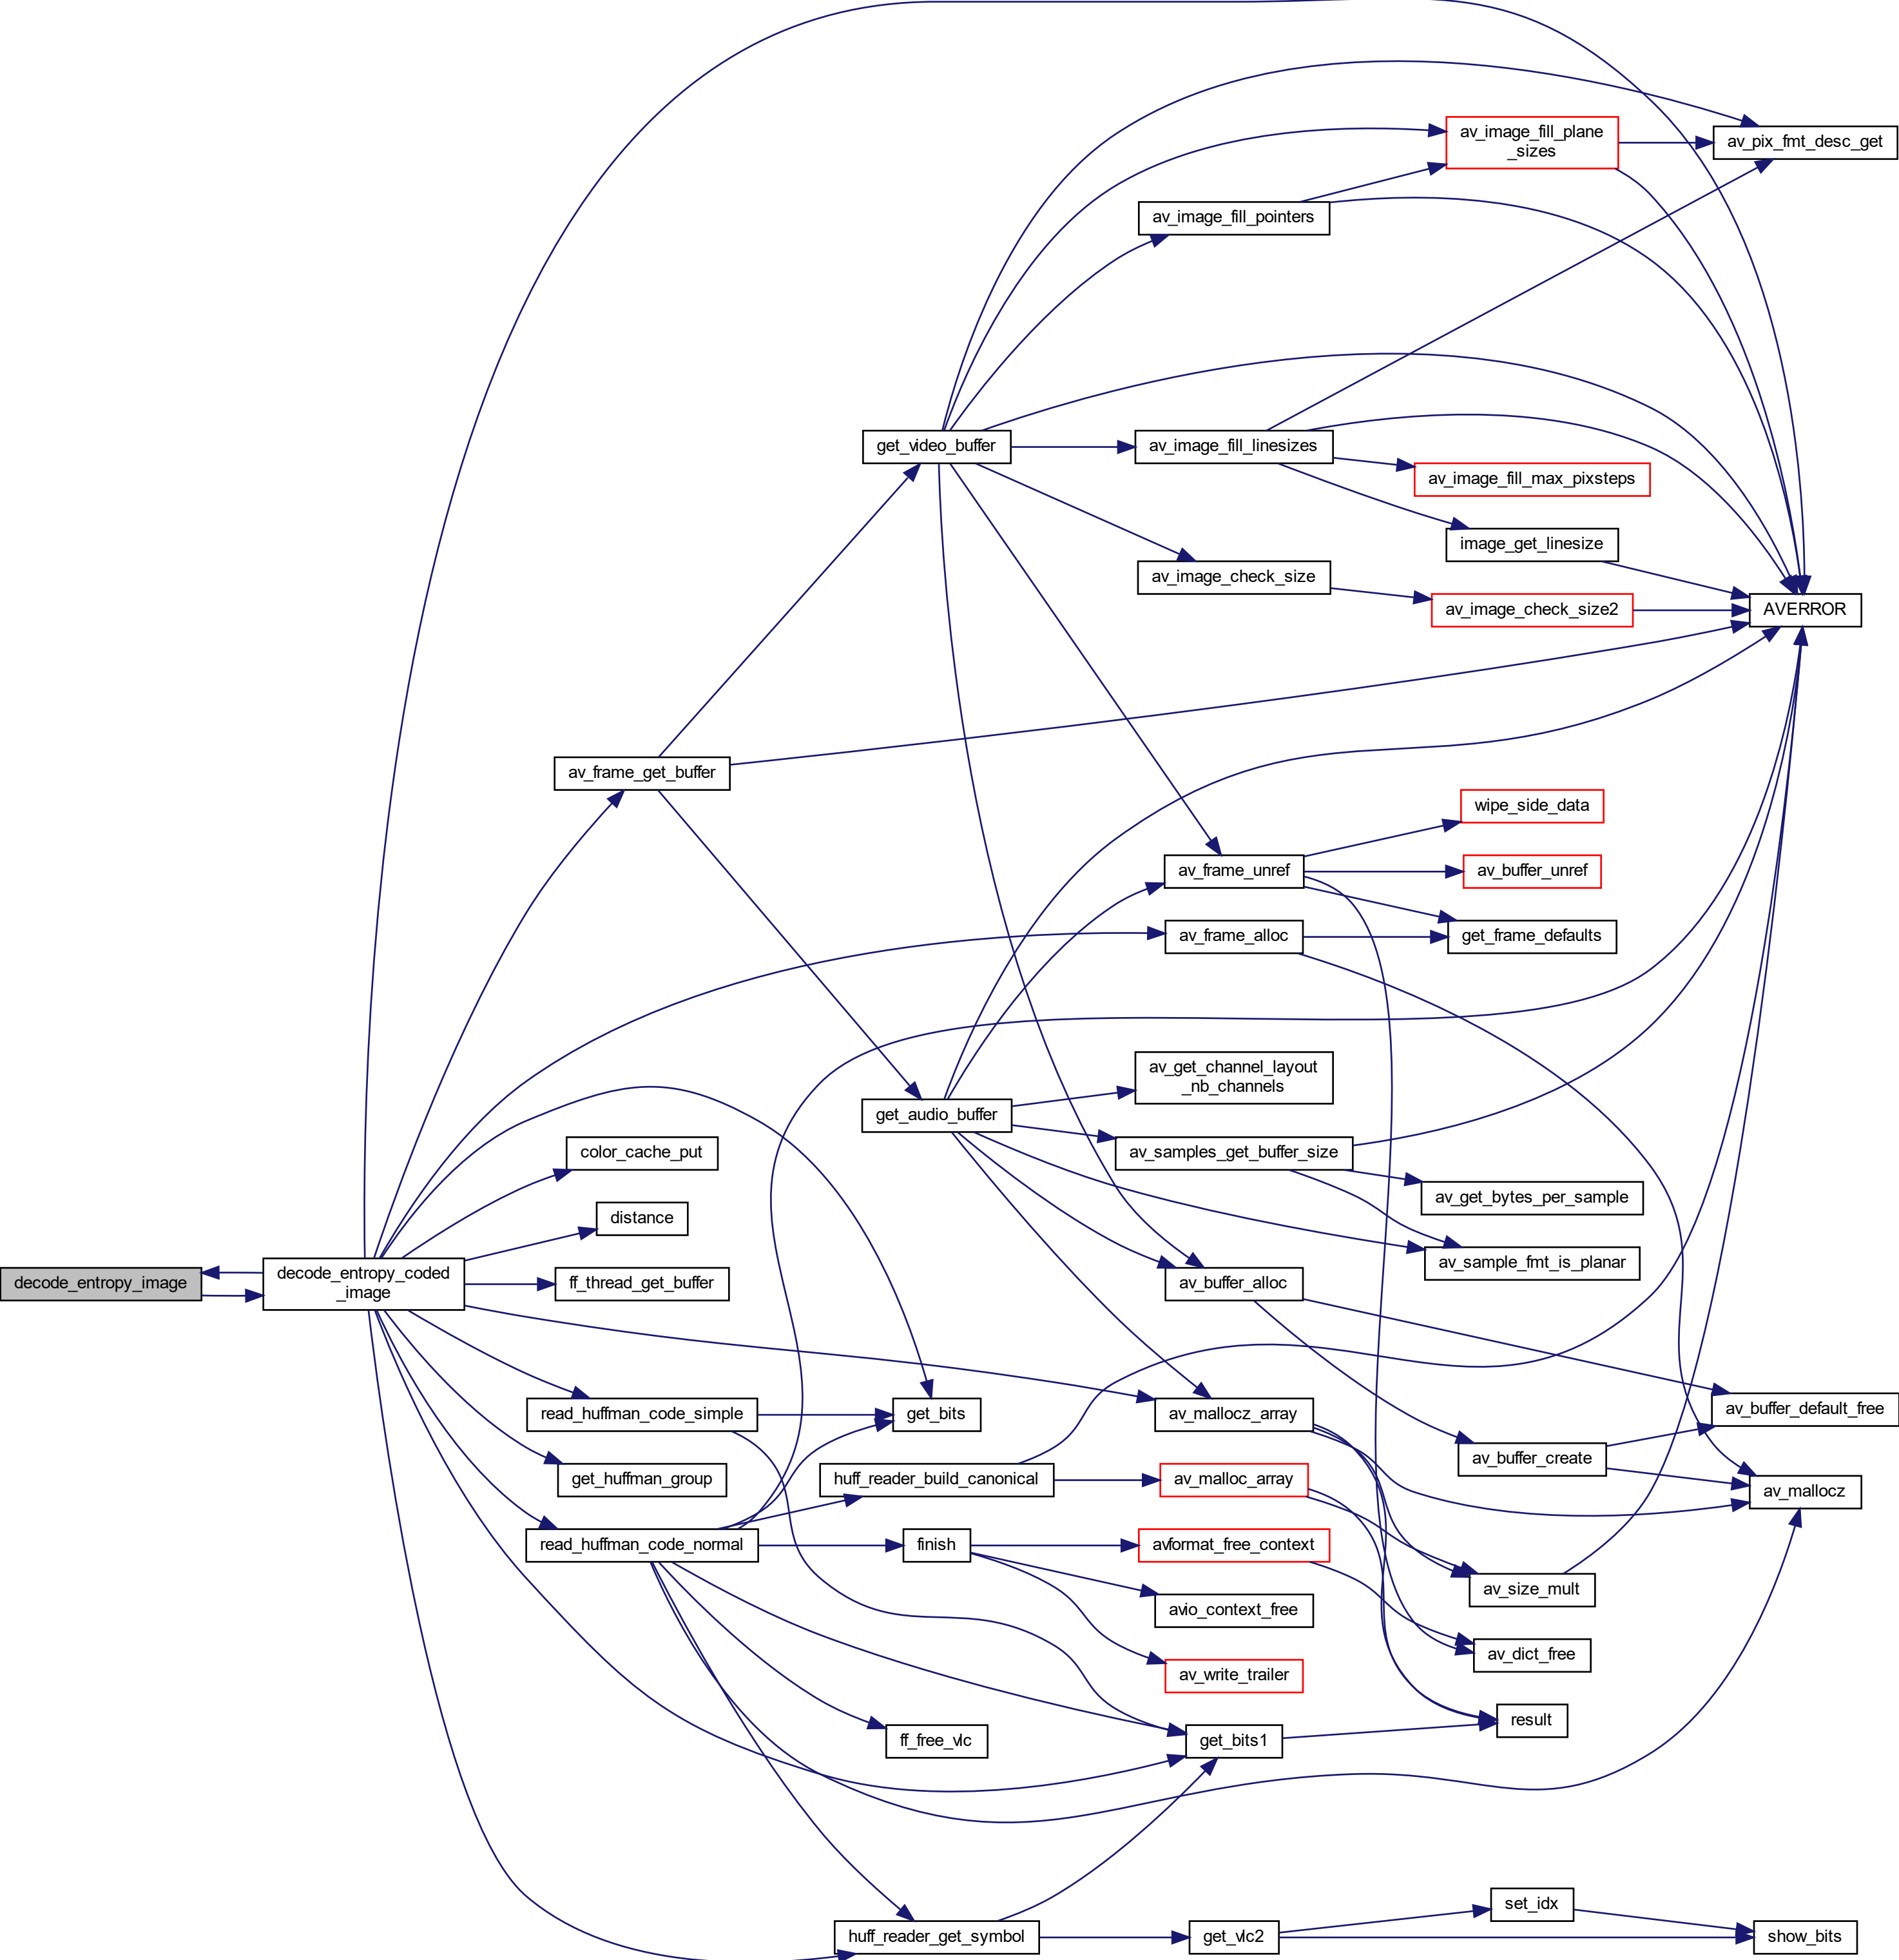 av_image_fill_plane
_sizes
av_pix_fmt_desc_get
av_image_fill_pointers
get_video_buffer
av_image_fill_linesizes
av_image_fill_max_pixsteps
image_get_linesize
av_image_check_size
av_image_check_size2
AVERROR
av_frame_get_buffer
wipe_side_data
av_frame_unref
av_buffer_unref
av_frame_alloc
get_frame_defaults
av_get_channel_layout
_nb_channels
get_audio_buffer
color_cache_put
av_samples_get_buffer_size
av_get_bytes_per_sample
distance
av_sample_fmt_is_planar
decode_entropy_image
decode_entropy_coded
_image
ff_thread_get_buffer
av_buffer_alloc
read_huffman_code_simple
get_bits
av_mallocz_array
av_buffer_default_free
av_buffer_create
get_huffman_group
huff_reader_build_canonical
av_malloc_array
av_mallocz
read_huffman_code_normal
finish
avformat_free_context
av_size_mult
avio_context_free
av_dict_free
av_write_trailer
result
ff_free_vlc
get_bits1
set_idx
huff_reader_get_symbol
get_vlc2
show_bits